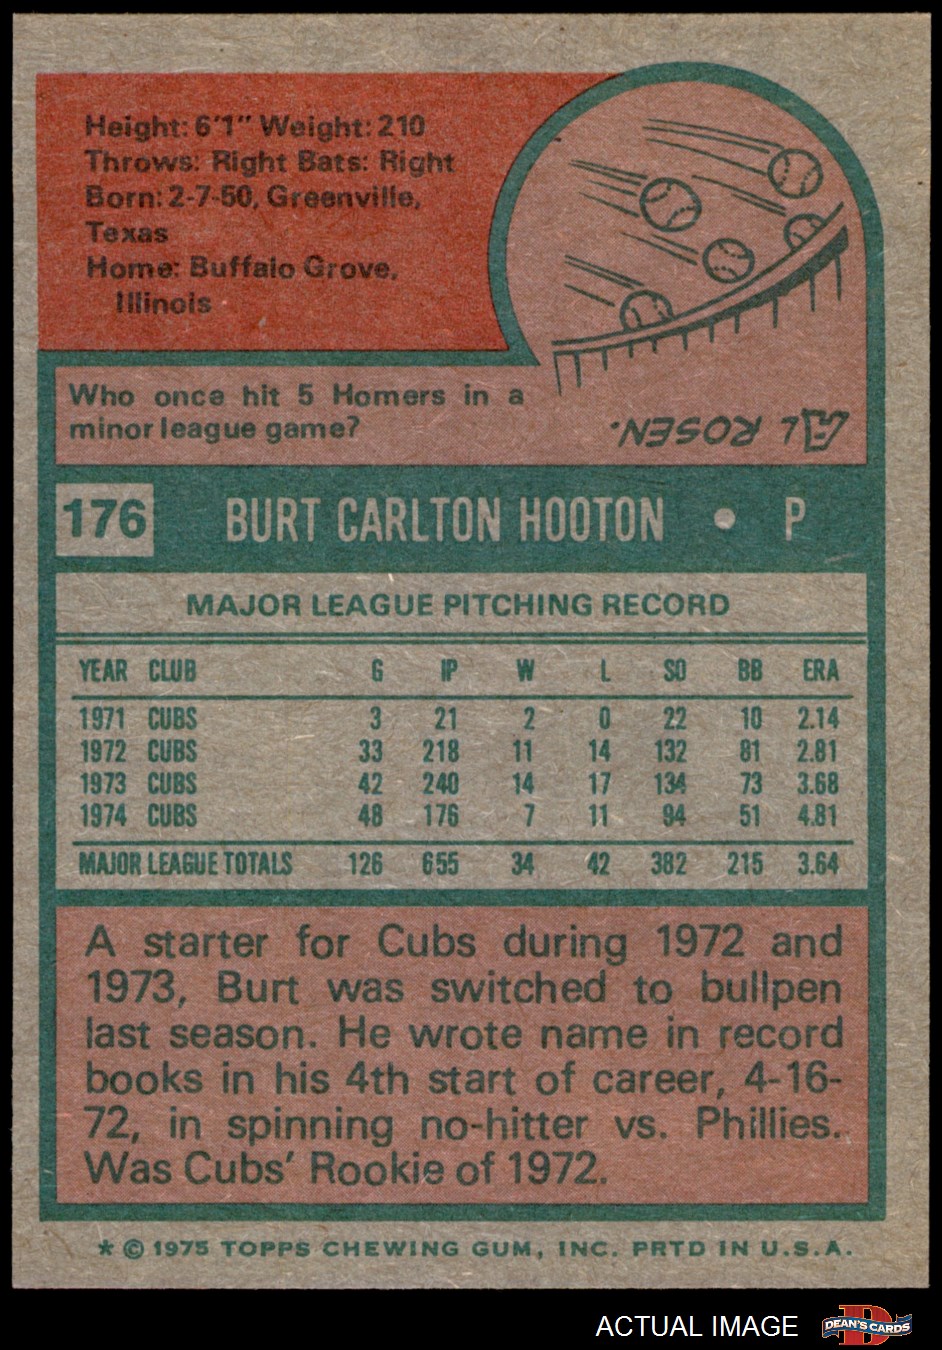 Height: 6'1" Weight: 210
Throws: Right Bats: Right
Born: 2-7-50, Greenville,
Texas
Home: Buffalo Grove,
Illinois
Who once hit 5 Homers in a
minor league game?
AL ROSEN.
176 BURT CARLTON HOOTON • P
MAJOR LEAGUE PITCHING RECORD
YEAR CLUB G IP W L SO BB ERA
1971 CUBS 3 21 2 0 22 10 2.14
1972 CUBS 33 218 11 14 132 81 2.81
1973 CUBS 42 240 14 17 134 73 3.68
1974 CUBS 48 176 7 11 94 51 4.81
MAJOR LEAGUE TOTALS 126 655 34 42 382 215 3.64
A starter for Cubs during 1972 and
1973, Burt was switched to bullpen
last season. He wrote name in record
books in his 4th start of career, 4-16-
72, in spinning no-hitter vs. Phillies.
Was Cubs' Rookie of 1972.
* © 1975 TOPPS CHEWING GUM, INC. PRTD IN U.S.A.
ACTUAL IMAGE
D
DEAN'S CARDS